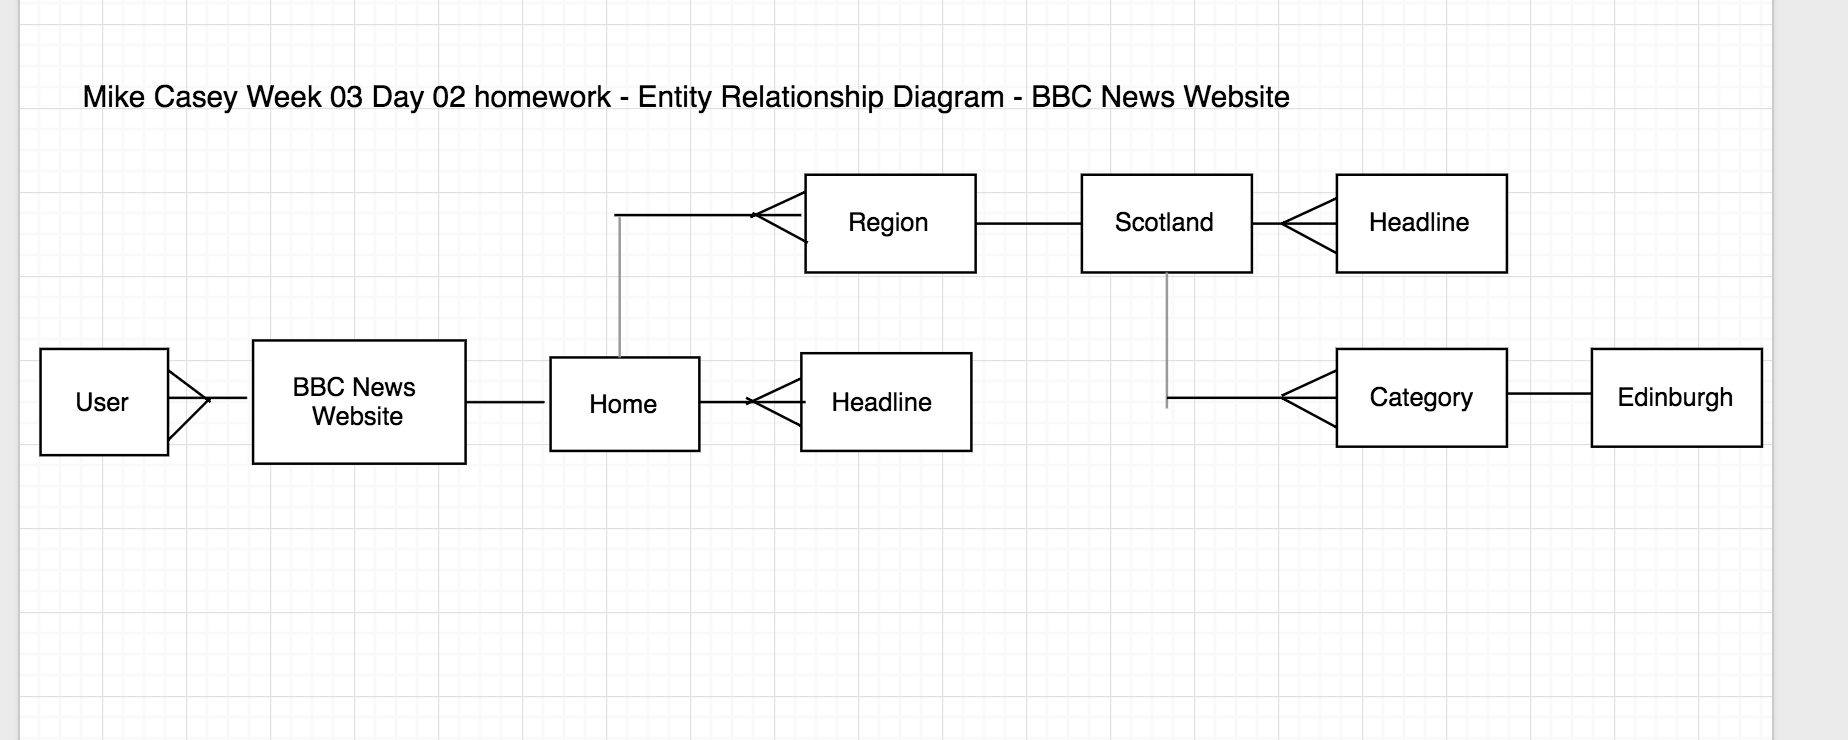 Mike Casey Week 03 Day 02 homework - Entity Relationship Diagram - BBC News Website
Region
Scotland
Headline
User
BBC News
Website
Home
Headline
Category
Edinburgh